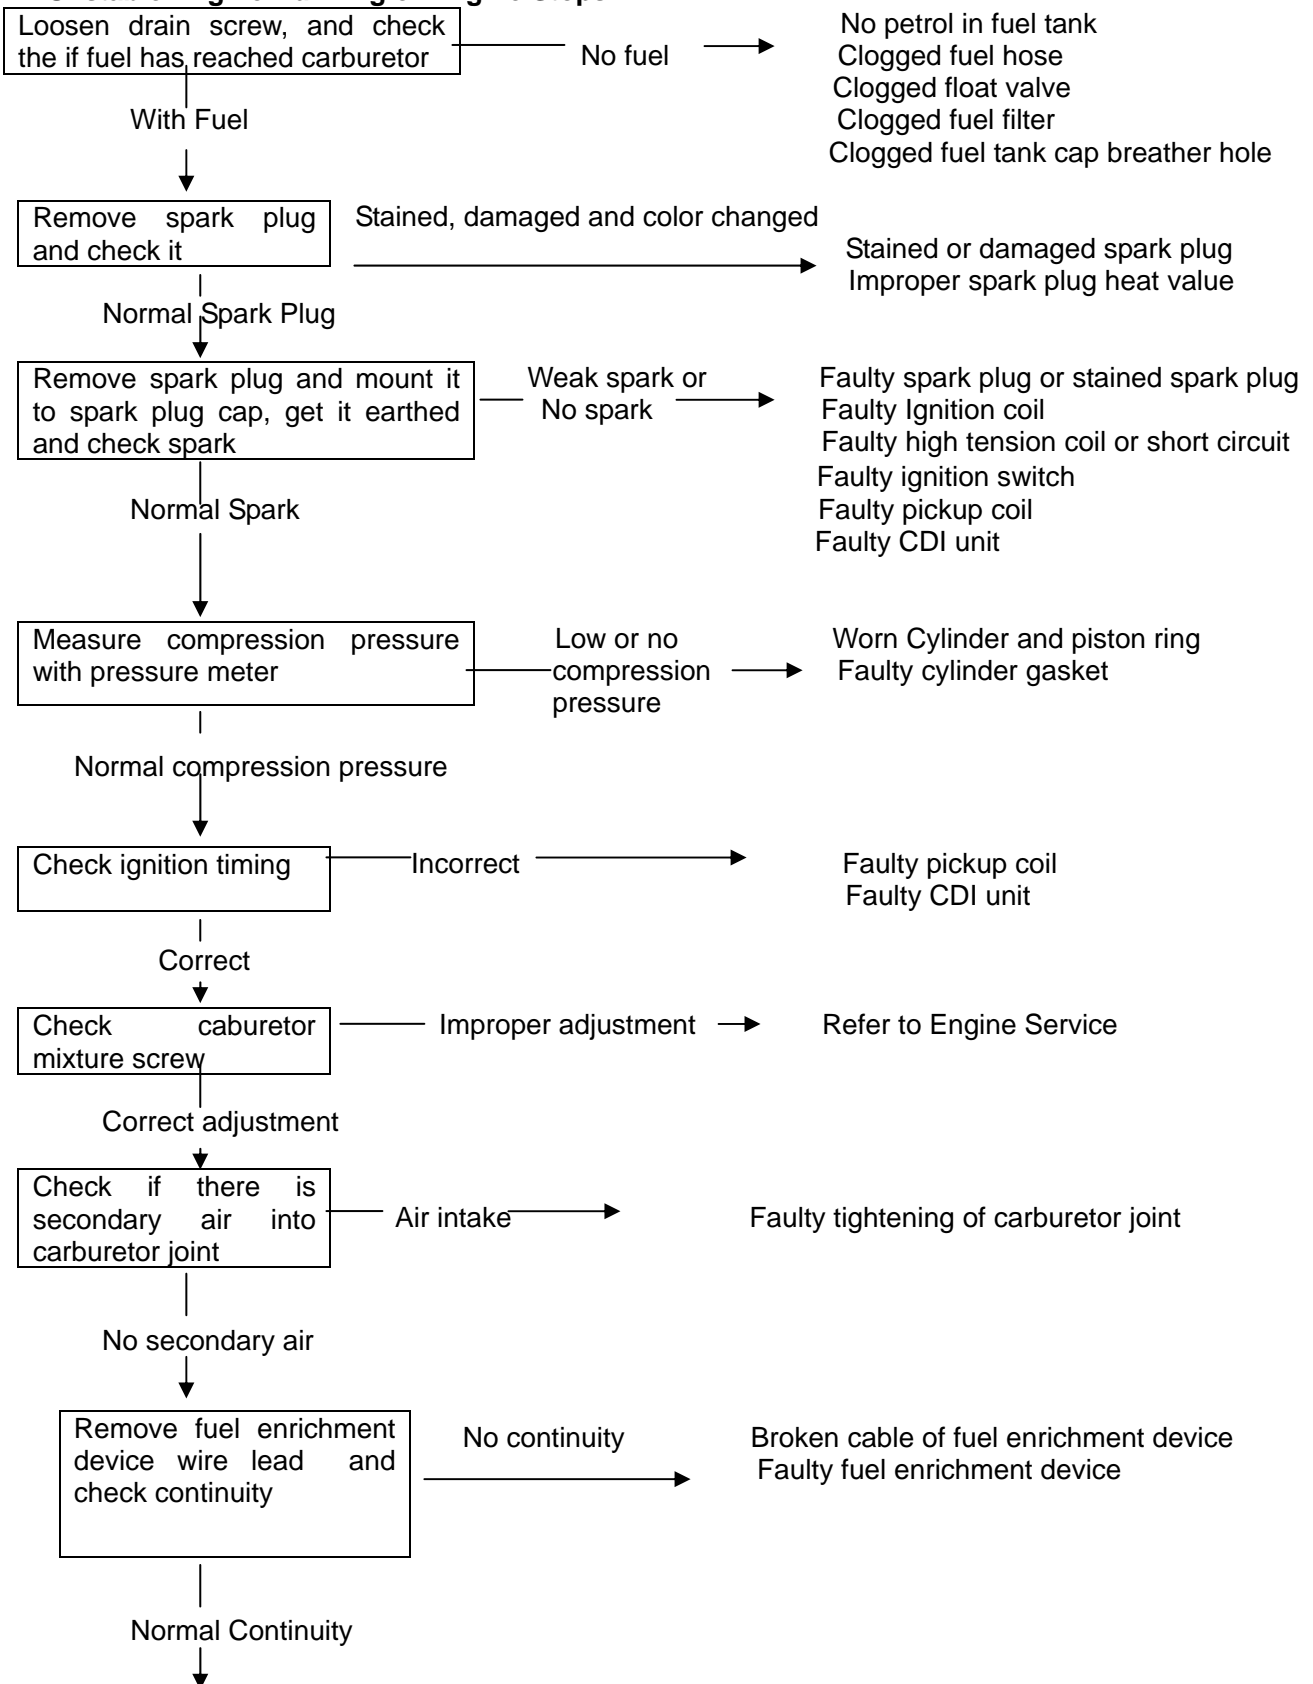 Loosen drain screw, and check
the if fuel has reached carburetor
No fuel
No petrol in fuel tank
Clogged fuel hose
Clogged float valve
Clogged fuel filter
Clogged fuel tank cap breather hole
With Fuel
Remove spark plug
and check it
Stained, damaged and color changed
Stained or damaged spark plug
Improper spark plug heat value
Normal Spark Plug
Remove spark plug and mount it
to spark plug cap, get it earthed
and check spark
Weak spark or
No spark
Faulty spark plug or stained spark plug
Faulty Ignition coil
Faulty high tension coil or short circuit
Faulty ignition switch
Faulty pickup coil
Faulty CDI unit
Normal Spark
Measure compression pressure
with pressure meter
Low or no
compression
pressure
Worn Cylinder and piston ring
Faulty cylinder gasket
Normal compression pressure
Check ignition timing
Incorrect
Faulty pickup coil
Faulty CDI unit
Correct
Check caburetor
mixture screw
Improper adjustment
Refer to Engine Service
Correct adjustment
Check if there is
secondary air into
carburetor joint
Air intake
Faulty tightening of carburetor joint
No secondary air
Remove fuel enrichment
device wire lead and
check continuity
No continuity
Broken cable of fuel enrichment device
Faulty fuel enrichment device
Normal Continuity